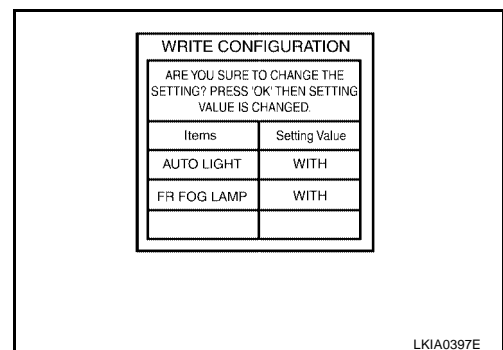 WRITE CONFIGURATION
ARE YOU SURE TO CHANGE THE
SETTING? PRESS 'OK' THEN SETTING
VALUE IS CHANGED.
Items Setting Value
AUTO LIGHT WITH
FR FOG LAMP WITH
LKIA0397E